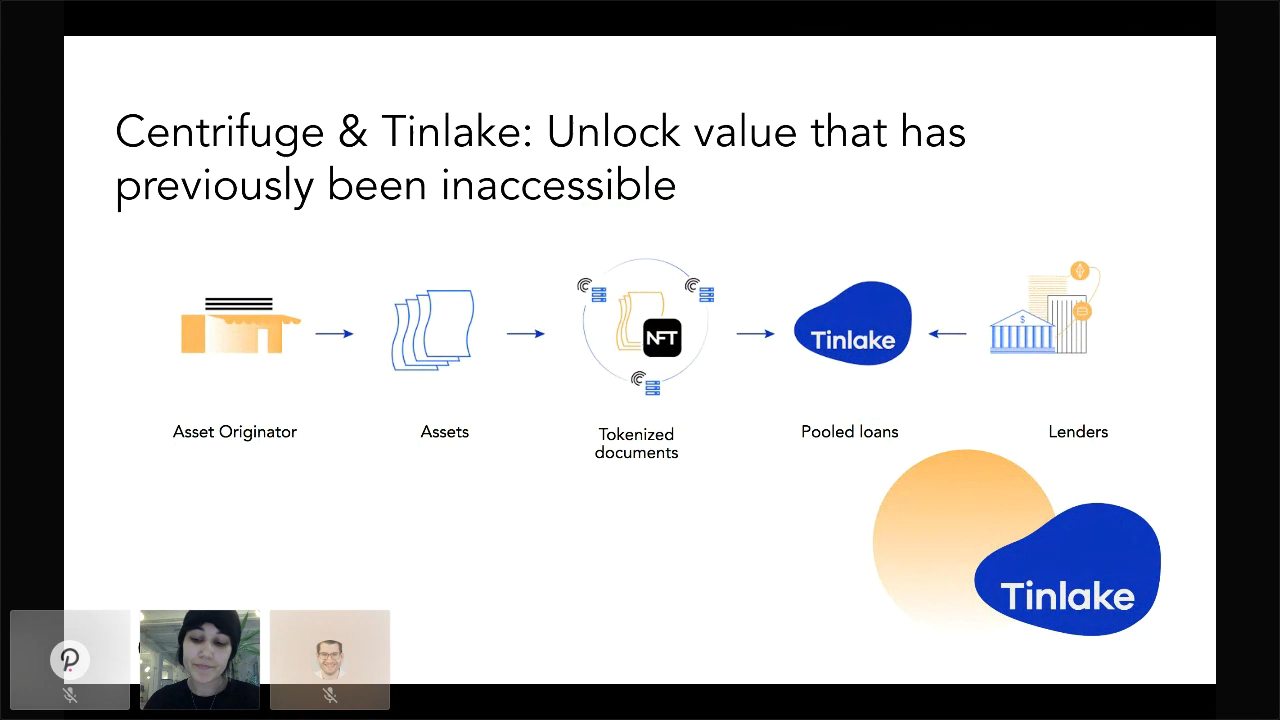 Centrifuge & Tinlake: Unlock value that has
previously been inaccessible
$
NFT
Tinlake
Asset Originator
Assets
Tokenized
documents
Pooled loans
Lenders
Tinlake